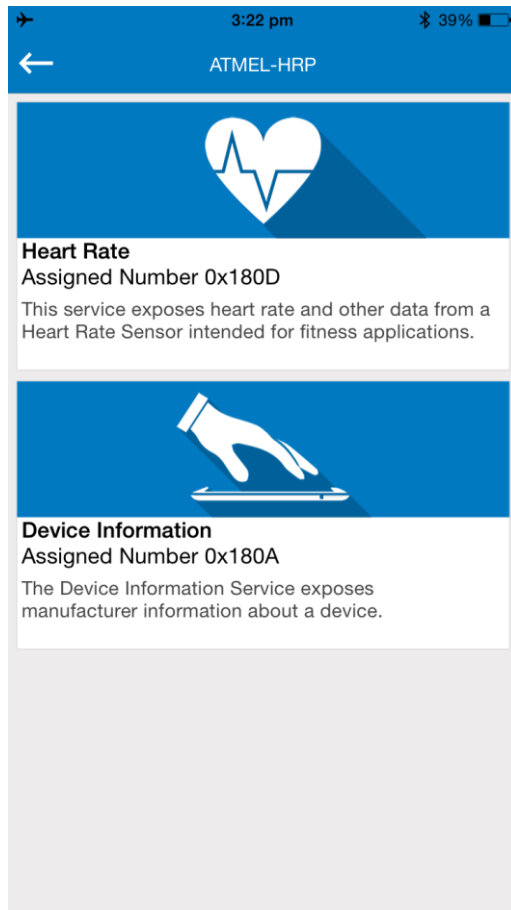 3:22 pm 39%
ATMEL-HRP
Heart Rate
Assigned Number 0x180D
This service exposes heart rate and other data from a
Heart Rate Sensor intended for fitness applications.
Device Information
Assigned Number 0x180A
The Device Information Service exposes
manufacturer information about a device.